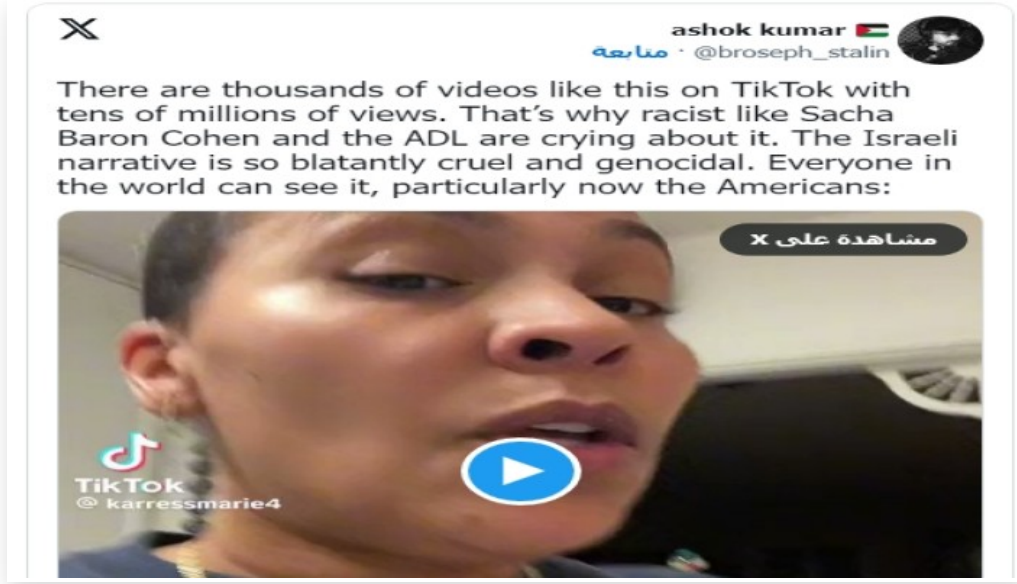 X
ashok kumar 🇵🇸
@broseph_stalin · متابعة
There are thousands of videos like this on TikTok with
tens of millions of views. That’s why racist like Sacha
Baron Cohen and the ADL are crying about it. The Israeli
narrative is so blatantly cruel and genocidal. Everyone in
the world can see it, particularly now the Americans:
مشاهدة على X
TikTok
@ karressmarie4